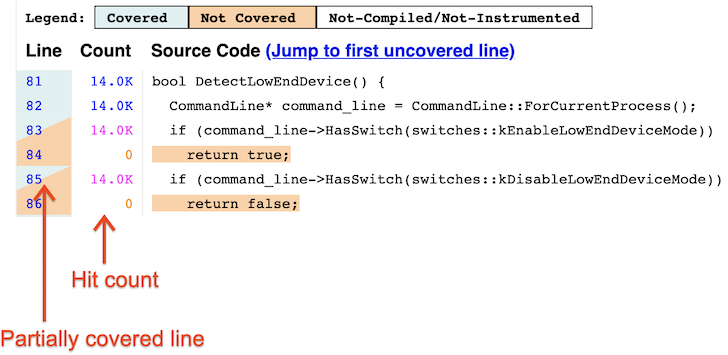 Legend: Covered Not Covered Not-Compiled/Not-Instrumented
Line Count Source Code (Jump to first uncovered line)
81 14.0K bool DetectLowEndDevice() {
82 14.0K CommandLine* command_line = CommandLine::ForCurrentProcess();
83 14.0K if (command_line->HasSwitch(switches::kEnableLowEndDeviceMode))
84 0 return true;
85 14.0K if (command_line->HasSwitch(switches::kDisableLowEndDeviceMode))
86 0 return false;
Hit count
Partially covered line